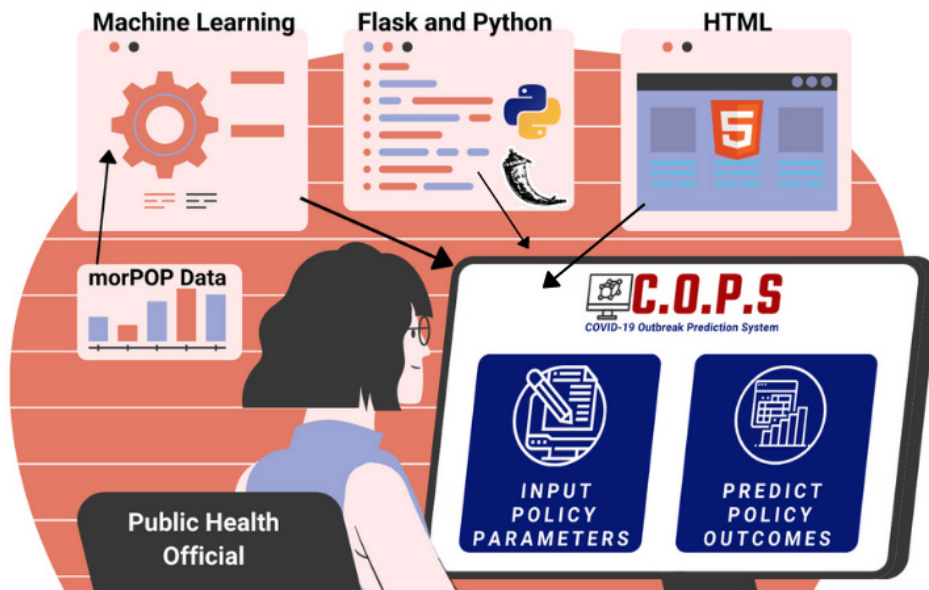 Machine Learning
Flask and Python
HTML
5
morPOP Data
C.O.P.S
COVID-19 Outbreak Prediction System
INPUT
POLICY
PARAMETERS
PREDICT
POLICY
OUTCOMES
Public Health
Official